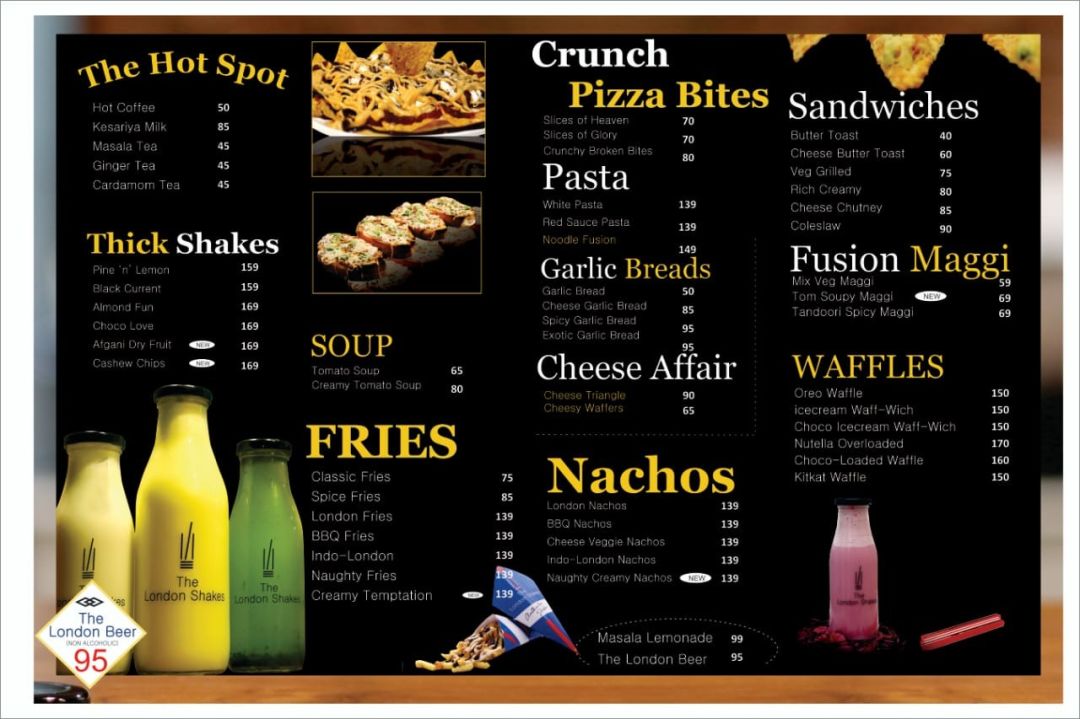 The Hot Spot
Hot Coffee 50
Kesariya Milk 85
Masala Tea 45
Ginger Tea 45
Cardamom Tea 45
Thick Shakes
Pine 'n' Lemon 159
Black Current 159
Almond Fun 169
Choco Love 169
Afgani Dry Fruit NEW 169
Cashew Chips NEW 169
The
London Shakes
The
London Shakes
The
London Beer
(NON ALCOHOLIC)
95
SOUP
Tomato Soup 65
Creamy Tomato Soup 80
FRIES
Classic Fries 75
Spice Fries 85
London Fries 139
BBQ Fries 139
Indo-London 139
Naughty Fries 139
Creamy Temptation NEW 139
Crunch
Pizza Bites
Slices of Heaven 70
Slices of Glory 70
Crunchy Broken Bites 80
Pasta
White Pasta 139
Red Sauce Pasta 139
Noodle Fusion 149
Garlic Breads
Garlic Bread 50
Cheese Garlic Bread 85
Spicy Garlic Bread 95
Exotic Garlic Bread 95
Cheese Affair
Cheese Triangle 90
Cheesy Waffers 65
Nachos
London Nachos 139
BBQ Nachos 139
Cheese Veggie Nachos 139
Indo-London Nachos 139
Naughty Creamy Nachos NEW 139
Masala Lemonade 99
The London Beer 95
Sandwiches
Butter Toast 40
Cheese Butter Toast 60
Veg Grilled 75
Rich Creamy 80
Cheese Chutney 85
Coleslaw 90
Fusion Maggi
Mix Veg Maggi 59
Tom Soupy Maggi NEW 69
Tandoori Spicy Maggi 69
WAFFLES
Oreo Waffle 150
icecream Waff-Wich 150
Choco Icecream Waff-Wich 150
Nutella Overloaded 170
Choco-Loaded Waffle 160
Kitkat Waffle 150
The
London Shakes